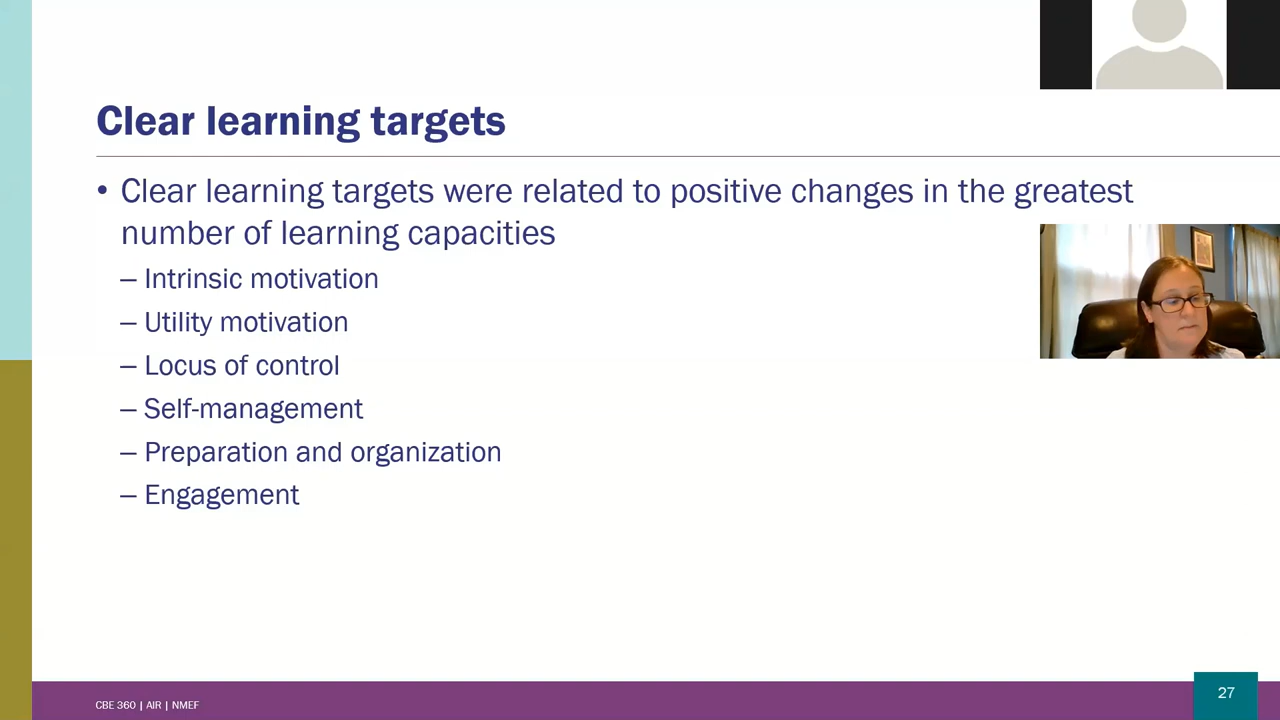 Clear learning targets
• Clear learning targets were related to positive changes in the greatest
number of learning capacities
– Intrinsic motivation
– Utility motivation
– Locus of control
– Self-management
– Preparation and organization
– Engagement
CBE 360 | AIR | NMEF
27